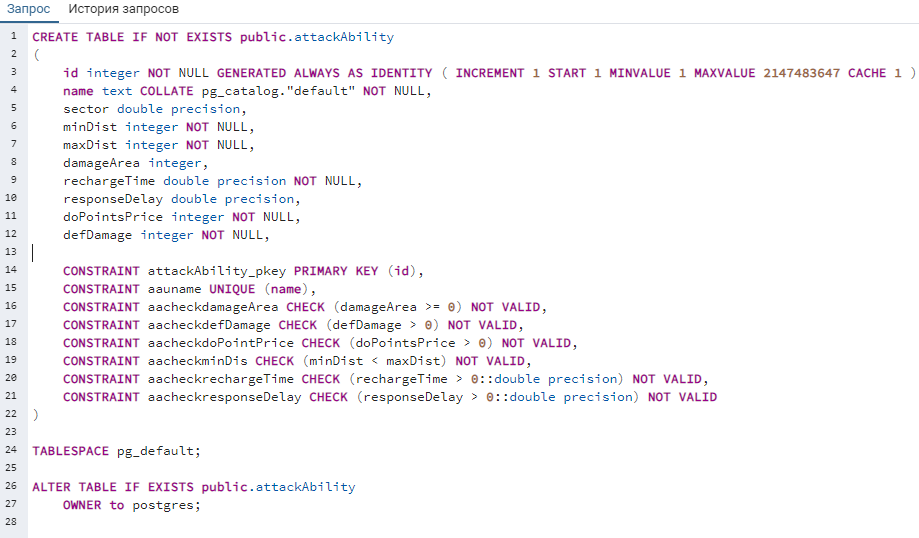 Запрос История запросов
1 CREATE TABLE IF NOT EXISTS public.attackAbility
2 (
3 id integer NOT NULL GENERATED ALWAYS AS IDENTITY ( INCREMENT 1 START 1 MINVALUE 1 MAXVALUE 2147483647 CACHE 1 )
4 name text COLLATE pg_catalog."default" NOT NULL,
5 sector double precision,
6 minDist integer NOT NULL,
7 maxDist integer NOT NULL,
8 damageArea integer,
9 rechargeTime double precision NOT NULL,
10 responseDelay double precision,
11 doPointsPrice integer NOT NULL,
12 defDamage integer NOT NULL,
13
14 CONSTRAINT attackAbility_pkey PRIMARY KEY (id),
15 CONSTRAINT aauname UNIQUE (name),
16 CONSTRAINT aacheckdamageArea CHECK (damageArea >= 0) NOT VALID,
17 CONSTRAINT aacheckdefDamage CHECK (defDamage > 0) NOT VALID,
18 CONSTRAINT aacheckdoPointPrice CHECK (doPointsPrice > 0) NOT VALID,
19 CONSTRAINT aacheckminDis CHECK (minDist < maxDist) NOT VALID,
20 CONSTRAINT aacheckrechargeTime CHECK (rechargeTime > 0::double precision) NOT VALID,
21 CONSTRAINT aacheckresponseDelay CHECK (responseDelay > 0::double precision) NOT VALID
22 )
23
24 TABLESPACE pg_default;
25
26 ALTER TABLE IF EXISTS public.attackAbility
27 OWNER to postgres;
28